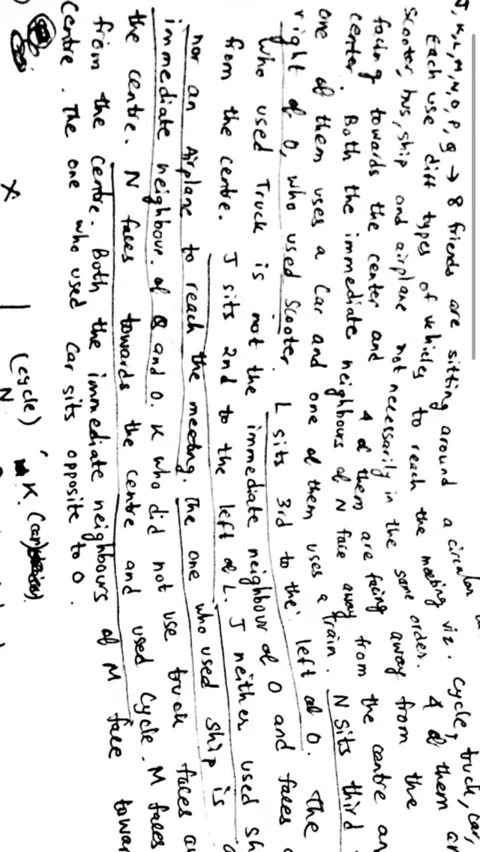 J, K, L, M, N, O, P, Q → 8 friends are sitting around a circular
Each use diff types of vehicles to reach the meeting viz. cycle, truck, car,
scooter, bus, ship and airplane not necessarily in the same order. 4 of them
facing towards the center and 4 of them are facing away from the
center. Both the immediate neighbours of N face away from the centre
one of them uses a Car and one of them uses a Train. N sits third
right of O, who used Scooter. L sits 3rd to the left of O. The
who used Truck is not the immediate neighbour of O and faces
from the centre. J sits 2nd to the left of L. J neither used
nor an Airplane to reach the meeting. The one who used ship is
immediate neighbour of Q and O. K who did not use truck faces
the centre. N faces towards the centre and used Cycle. M faces
from the centre. Both the immediate neighbours of M face
centre. The one who used car sits opposite to O.
(cycle),
N
K (car)